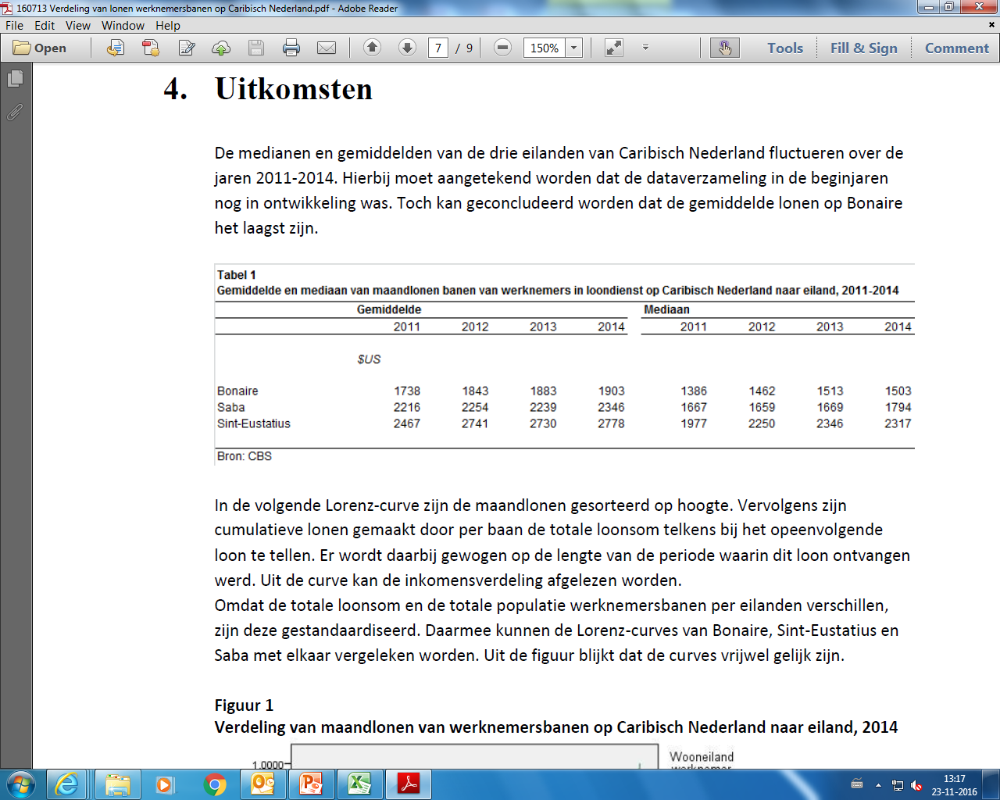 160713 Verdeling van lonen werknemersbanen op Caribisch Nederland.pdf - Adobe Reader
File Edit View Window Help
Open 7 / 9 150% Tools Fill & Sign Comment
4. Uitkomsten
De medianen en gemiddelden van de drie eilanden van Caribisch Nederland fluctueren over de
jaren 2011-2014. Hierbij moet aangetekend worden dat de dataverzameling in de beginjaren
nog in ontwikkeling was. Toch kan geconcludeerd worden dat de gemiddelde lonen op Bonaire
het laagst zijn.
Tabel 1
Gemiddelde en mediaan van maandlonen banen van werknemers in loondienst op Caribisch Nederland naar eiland, 2011-2014
Gemiddelde Mediaan
2011 2012 2013 2014 2011 2012 2013 2014
$US
Bonaire 1738 1843 1883 1903 1386 1462 1513 1503
Saba 2216 2254 2239 2346 1667 1659 1669 1794
Sint-Eustatius 2467 2741 2730 2778 1977 2250 2346 2317
Bron: CBS
In de volgende Lorenz-curve zijn de maandlonen gesorteerd op hoogte. Vervolgens zijn
cumulatieve lonen gemaakt door per baan de totale loonsom telkens bij het opeenvolgende
loon te tellen. Er wordt daarbij gewogen op de lengte van de periode waarin dit loon ontvangen
werd. Uit de curve kan de inkomensverdeling afgelezen worden.
Omdat de totale loonsom en de totale populatie werknemersbanen per eilanden verschillen,
zijn deze gestandaardiseerd. Daarmee kunnen de Lorenz-curves van Bonaire, Sint-Eustatius en
Saba met elkaar vergeleken worden. Uit de figuur blijkt dat de curves vrijwel gelijk zijn.
Figuur 1
Verdeling van maandlonen van werknemersbanen op Caribisch Nederland naar eiland, 2014
1.0000
Wooneiland
werknemer
13:17
23-11-2016